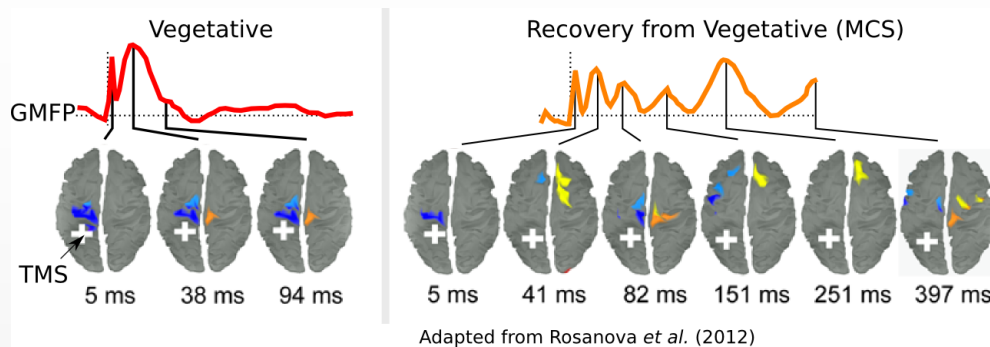 Vegetative
Recovery from Vegetative (MCS)
GMFP
TMS
5 ms 38 ms 94 ms
5 ms 41 ms 82 ms 151 ms 251 ms 397 ms
Adapted from Rosanova et al. (2012)